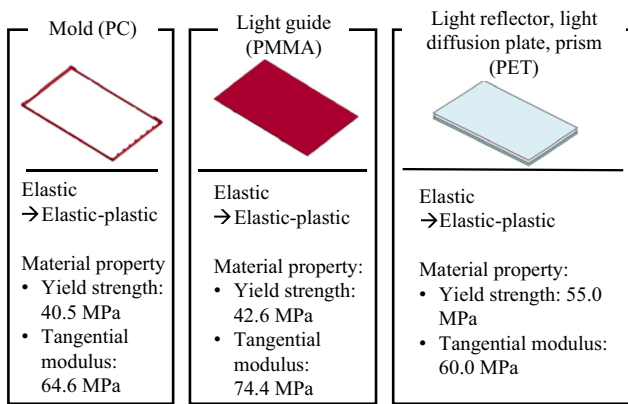 Mold (PC)
Elastic
→Elastic-plastic
Material property
• Yield strength:
40.5 MPa
• Tangential
modulus:
64.6 MPa
Light guide
(PMMA)
Elastic
→Elastic-plastic
Material property:
• Yield strength:
42.6 MPa
• Tangential
modulus:
74.4 MPa
Light reflector, light
diffusion plate, prism
(PET)
Elastic
→Elastic-plastic
Material property:
• Yield strength: 55.0
MPa
• Tangential modulus:
60.0 MPa